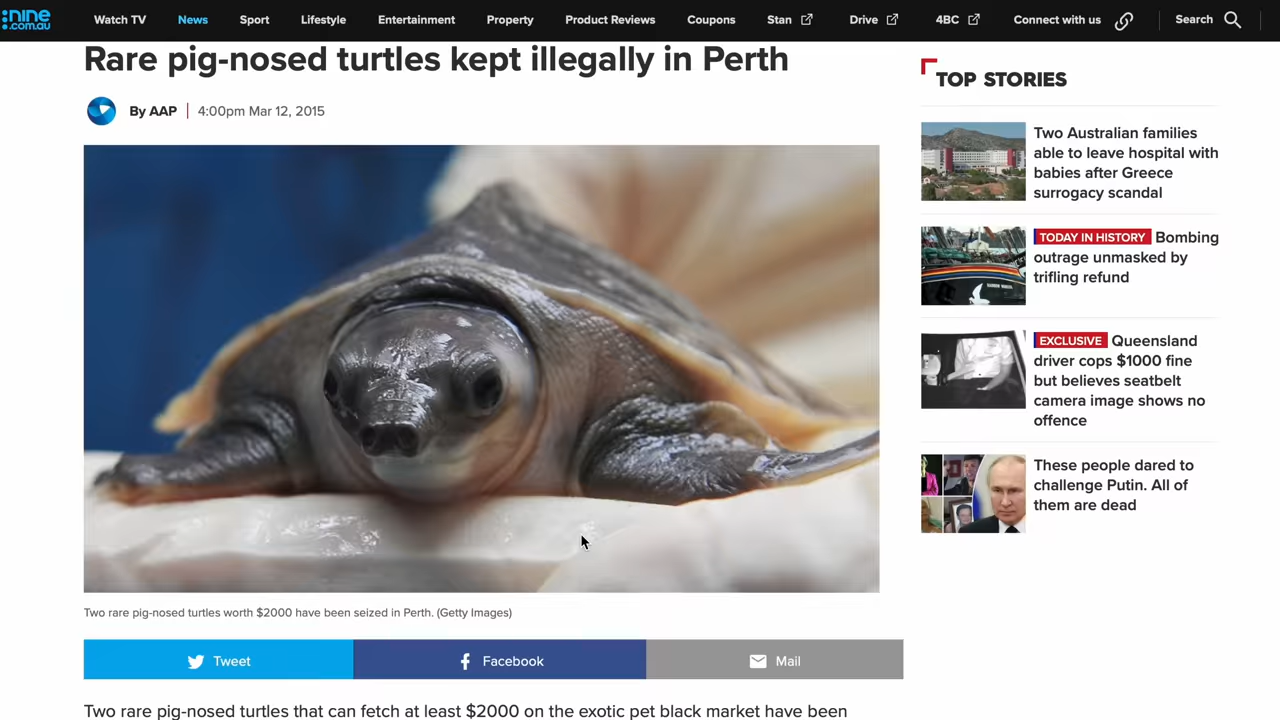 nine
.com.au
Watch TV
News
Sport
Lifestyle
Entertainment
Property
Product Reviews
Coupons
Stan
Drive
4BC
Connect with us
Search
Rare pig-nosed turtles kept illegally in Perth
By AAP
4:00pm Mar 12, 2015
Two rare pig-nosed turtles worth $2000 have been seized in Perth. (Getty Images)
Tweet
Facebook
Mail
Two rare pig-nosed turtles that can fetch at least $2000 on the exotic pet black market have been
TOP STORIES
Two Australian families
able to leave hospital with
babies after Greece
surrogacy scandal
TODAY IN HISTORY Bombing
outrage unmasked by
trifling refund
EXCLUSIVE Queensland
driver cops $1000 fine
but believes seatbelt
camera image shows no
offence
These people dared to
challenge Putin. All of
them are dead